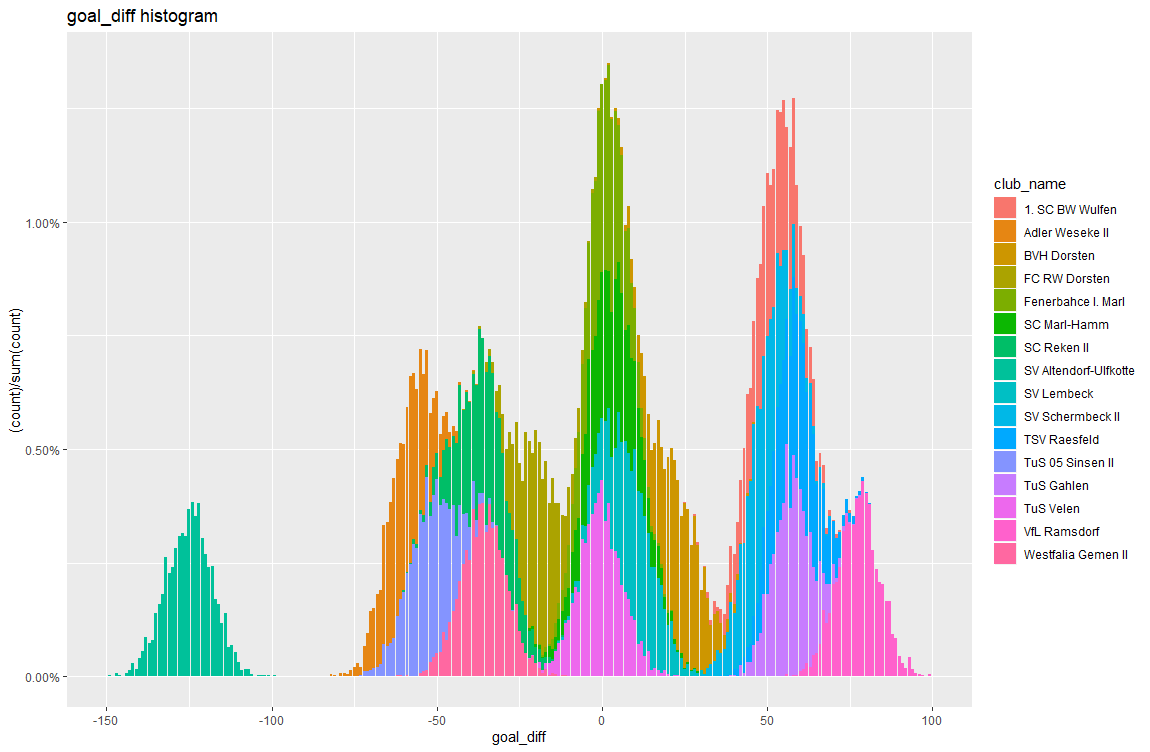 goal_diff histogram
(count)/sum(count)
1.00%
0.50%
0.00%
-150
-100
-50
0
50
100
goal_diff
club_name
1. SC BW Wulfen
Adler Weseke II
BVH Dorsten
FC RW Dorsten
Fenerbahce I. Marl
SC Marl-Hamm
SC Reken II
SV Altendorf-Ulfkotte
SV Lembeck
SV Schermbeck II
TSV Raesfeld
TuS 05 Sinsen II
TuS Gahlen
TuS Velen
VfL Ramsdorf
Westfalia Gemen II